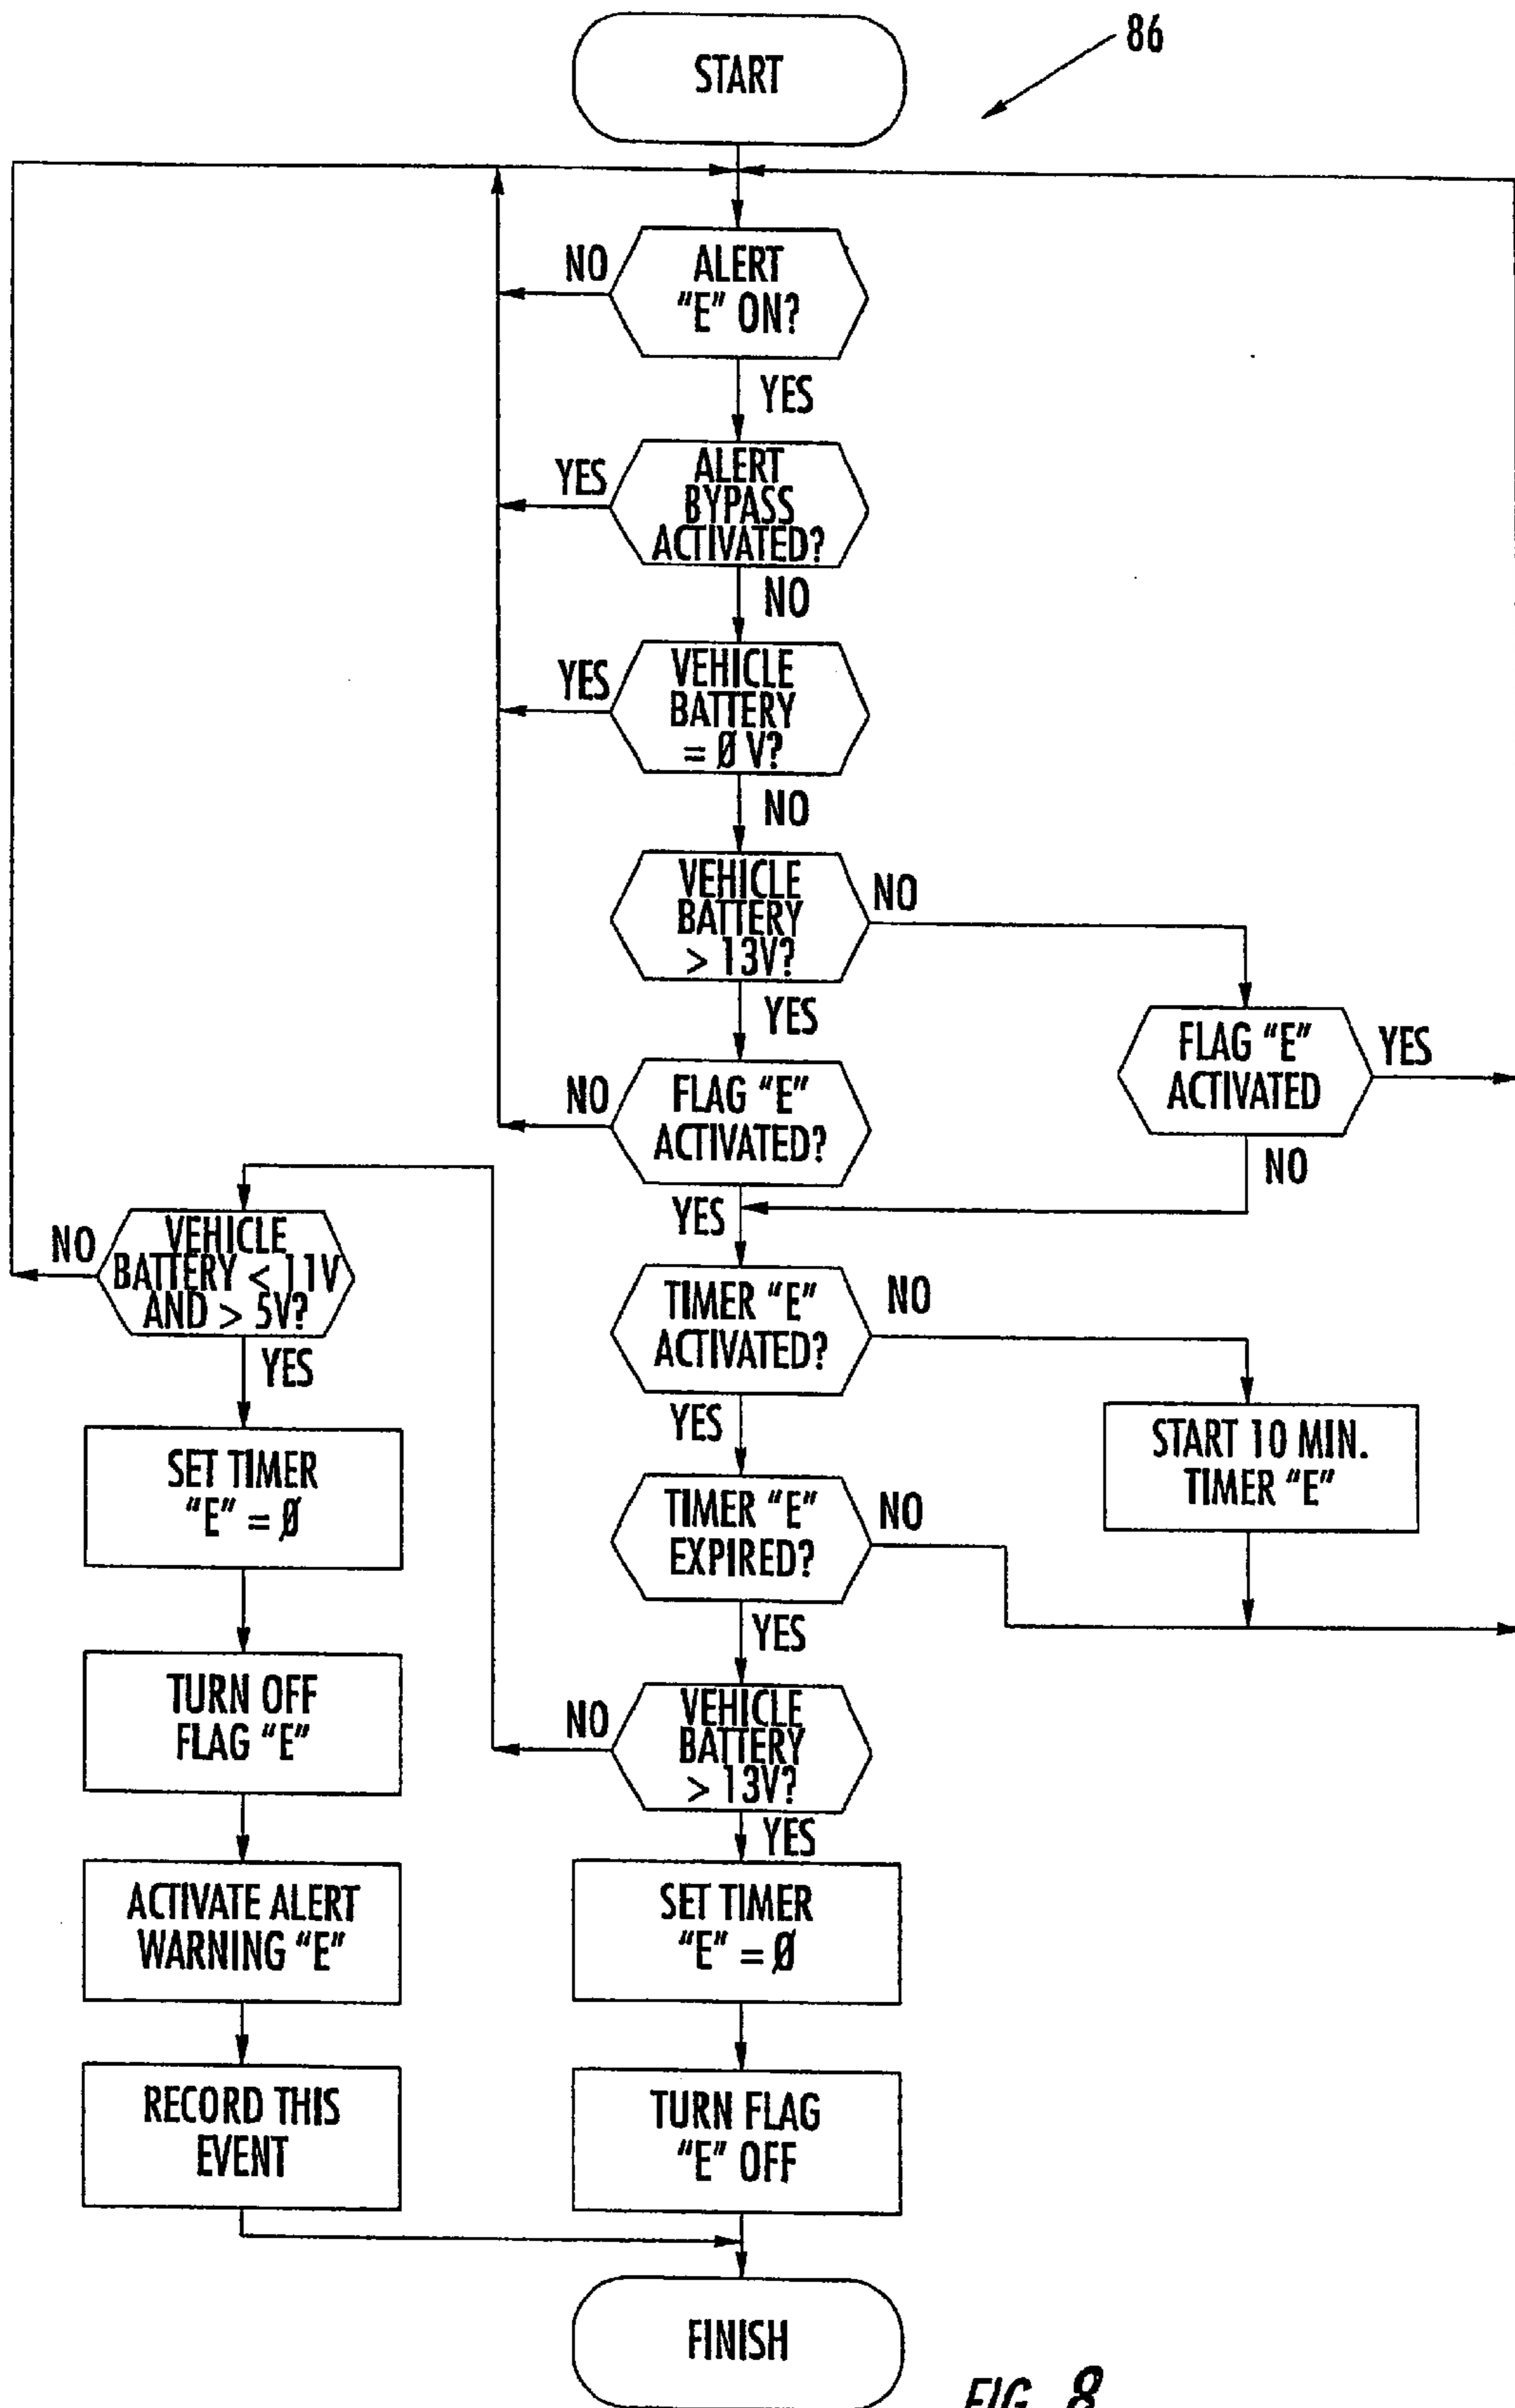 START
86
ALERT
"E" ON?
NO
YES
ALERT
BYPASS
ACTIVATED?
YES
NO
VEHICLE
BATTERY
= Ø V?
YES
NO
VEHICLE
BATTERY
> 13V?
NO
YES
FLAG "E"
ACTIVATED
YES
NO
FLAG "E"
ACTIVATED?
NO
YES
VEHICLE
BATTERY < 11V
AND > 5V?
NO
YES
TIMER "E"
ACTIVATED?
NO
YES
START 10 MIN.
TIMER "E"
SET TIMER
"E" = Ø
TIMER "E"
EXPIRED?
NO
YES
TURN OFF
FLAG "E"
VEHICLE
BATTERY
> 13V?
NO
YES
ACTIVATE ALERT
WARNING "E"
SET TIMER
"E" = Ø
RECORD THIS
EVENT
TURN FLAG
"E" OFF
FINISH
FIG. 8